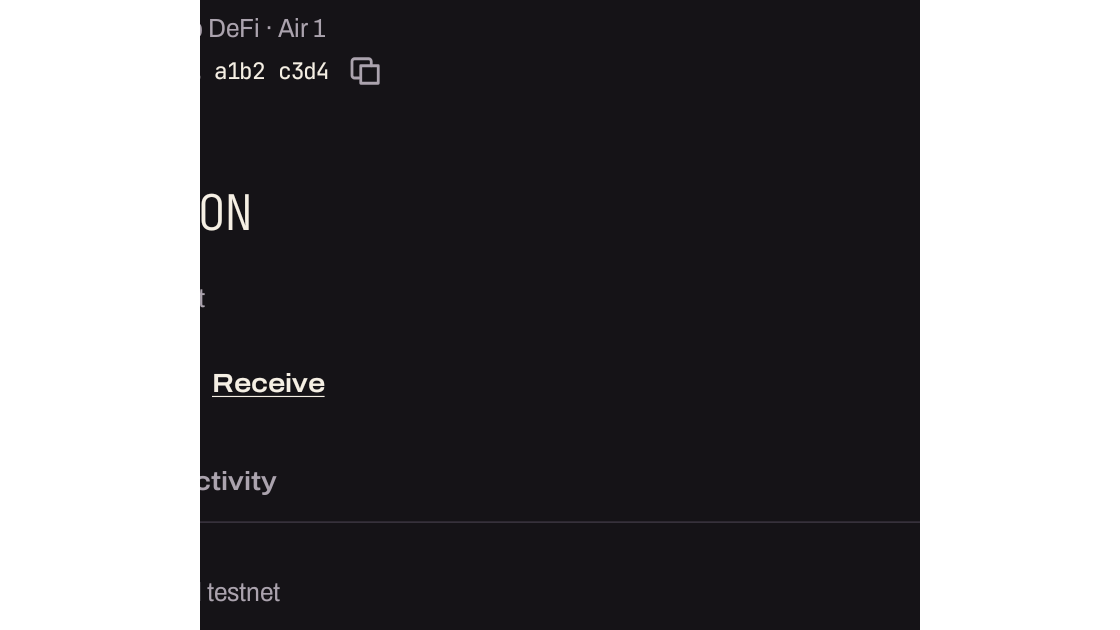 DeFi · Air 1
a1b2 c3d4
ON
Receive
ctivity
testnet